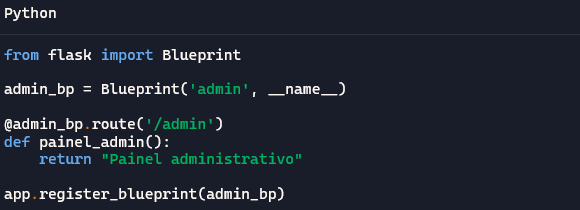 Python
from flask import Blueprint
admin_bp = Blueprint('admin', __name__)
@admin_bp.route('/admin')
def painel_admin():
    return "Painel administrativo"
app.register_blueprint(admin_bp)